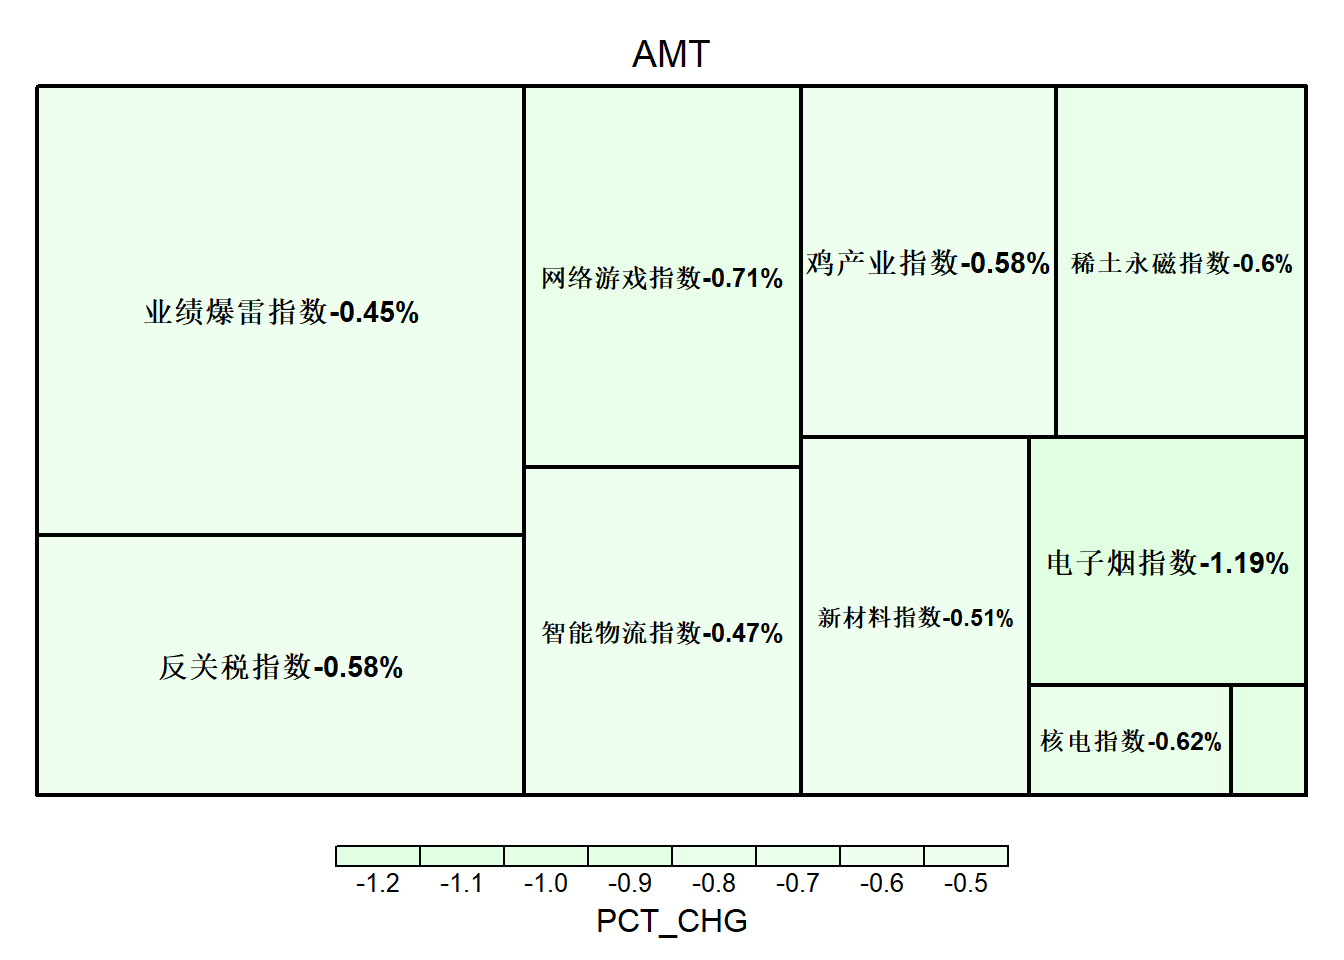 AMT
业绩爆雷指数-0.45%
网络游戏指数-0.71%
鸡产业指数-0.58%
稀土永磁指数-0.6%
反关税指数-0.58%
智能物流指数-0.47%
新材料指数-0.51%
电子烟指数-1.19%
核电指数-0.62%
-1.2 -1.1 -1.0 -0.9 -0.8 -0.7 -0.6 -0.5
PCT_CHG